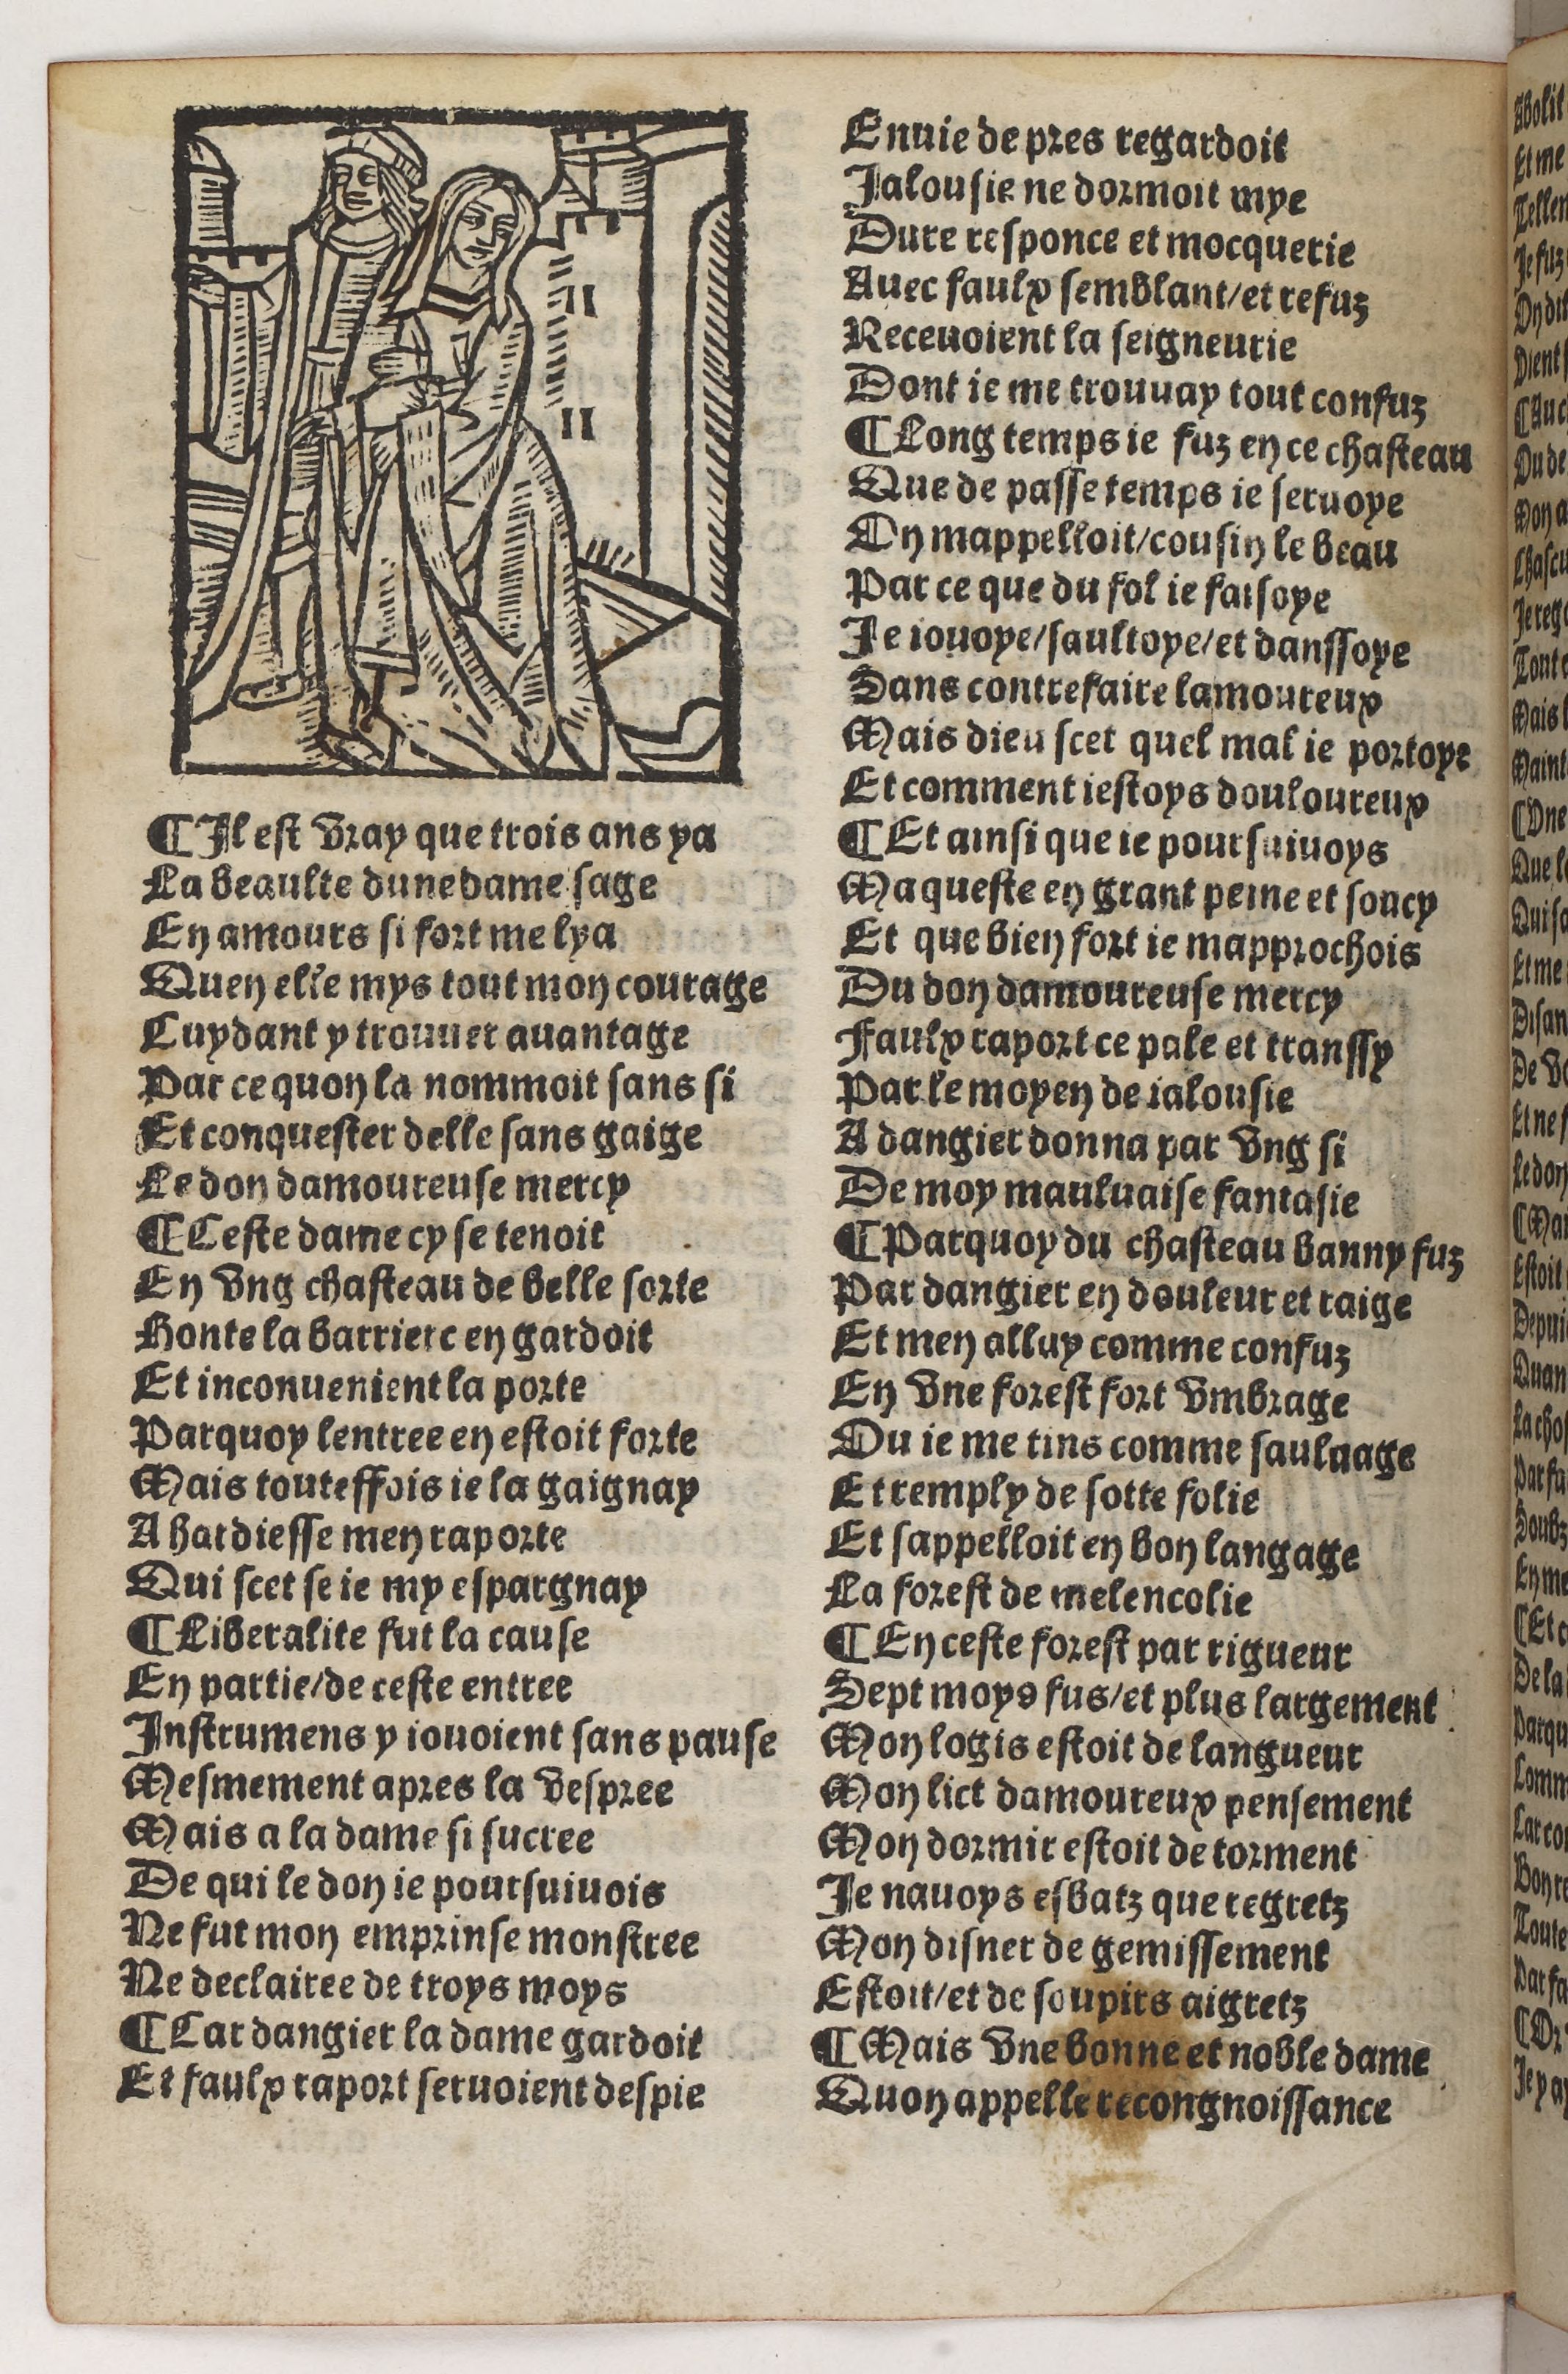 ¶Il est vray que trois ans ya
La beaulte dune dame sage
En amours si fort me lya
Quen elle mys tout mon courage
Cuydant y trouuer auantage
Par ce quon la nommoit sans si
Et conquester delle sans gaige
Le don damoureuse mercy
¶Ceste dame cy se tenoit
En vng chasteau de belle sorte
Honte la barriere en gardoit
Et inconuenient la porte
Parquoy lentree en estoit forte
Mais touteffois ie la gaignay
A hardiesse men raporte
Qui scet se ie my espargnay
¶Liberalite fut la cause
En partie/de ceste entree
Instrumens y iouoient sans pause
Mesmement apres la vespree
Mais a la dame si sucree
De qui le don ie poursuiuois
Ne fut mon emprinse monstree
Ne declairee de troys moys
¶Car dangier la dame gardoit
Et faulx raport seruoient despie
Enuie de pres regardoit
Jalousie ne dormoit mye
Dure responce et mocquerie
Auec faulx semblant/et refuz
Receuoient la seigneurie
Dont ie me trouuay tout confuz
¶Long temps ie fuz en ce chasteau
Que de passe temps ie seruoye
On mappelloit/cousin le beau
Par ce que du fol ie faisoye
Je iouoye/saultoye/et danssoye
Sans contrefaire lamoureux
Mais dieu scet quel mal ie portoye
Et comment iestoys douloureux
¶Et ainsi que ie poursuiuoys
Ma queste en grant peine et soucy
Et que bien fort ie mapprochois
Du don damoureuse mercy
Faulx raport ce pale et transsy
Par le moyen de ialousie
A dangier donna par vng si
De moy mauluaise fantasie
¶Parquoy du chasteau banny fuz
Par dangier en douleur et raige
Et men allay comme confuz
En vne forest fort vmbrage
Ou ie me tins comme saulaage
Et remply de sotte folie
Et sappelloit en bon langage
La forest de melencolie
¶En ceste forest par rigueur
Sept moys fus/et plus largement
Mon logis estoit de langueur
Mon lict damoureux pensement
Mon dormir estoit de torment
Je nauoys esbatz que regretz
Mon disner de gemissement
Estoit/et de soupirs aigretz
¶Mais vne bonne et noble dame
Quon appelle recongnoissance